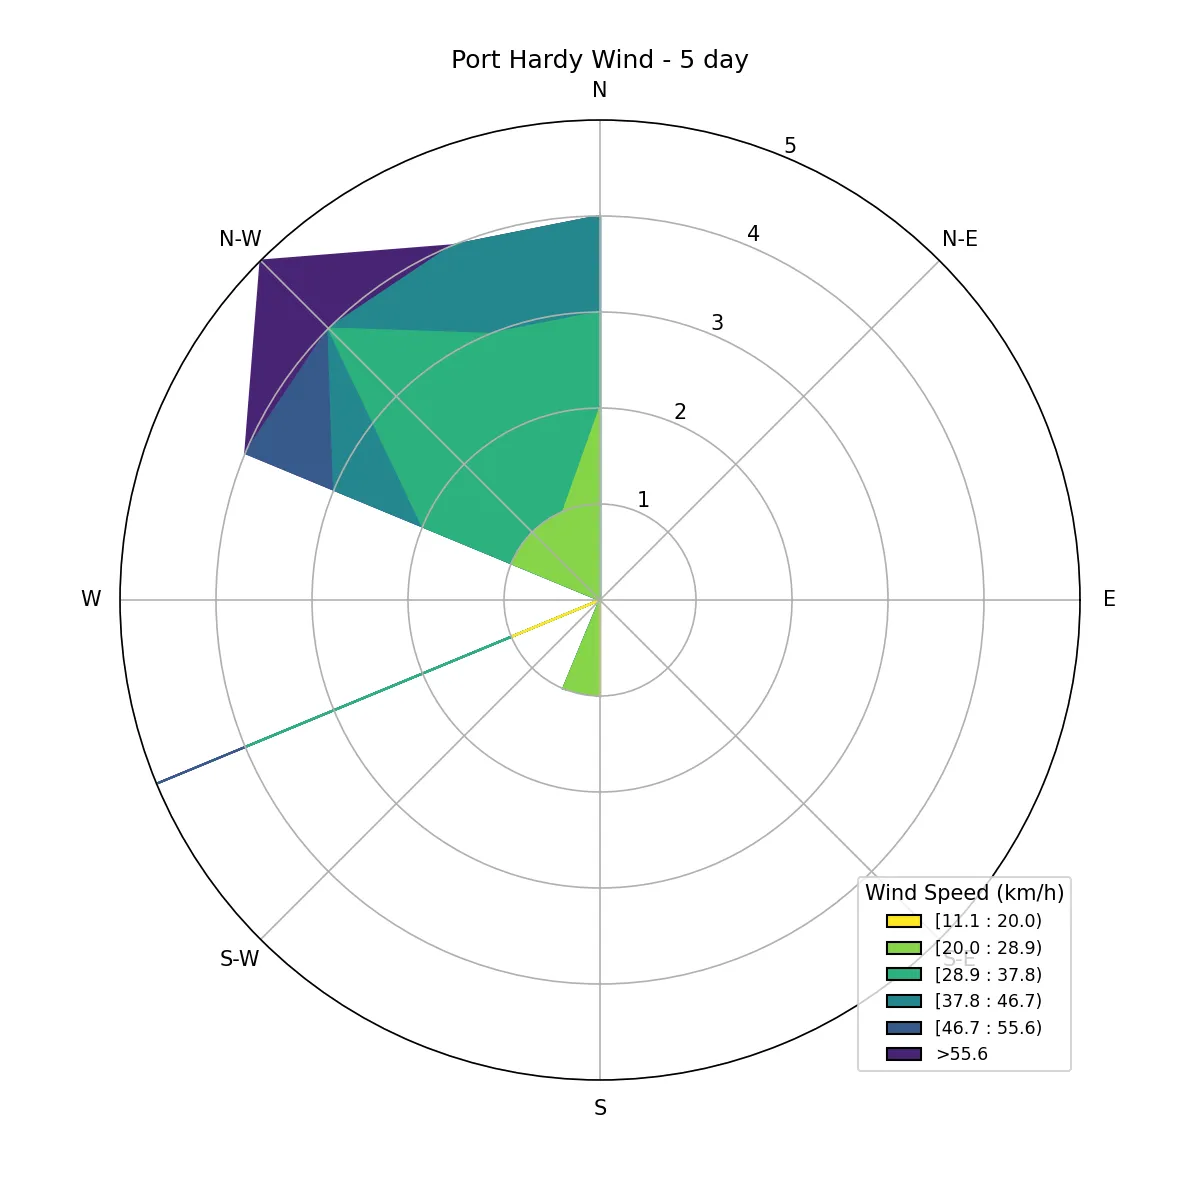 Port Hardy Wind - 5 day
N
5
N-W
4
N-E
3
2
1
W
E
Wind Speed (km/h)
[11.1 : 20.0)
[20.0 : 28.9)
S-W
S-E
[28.9 : 37.8)
[37.8 : 46.7)
[46.7 : 55.6)
>55.6
S